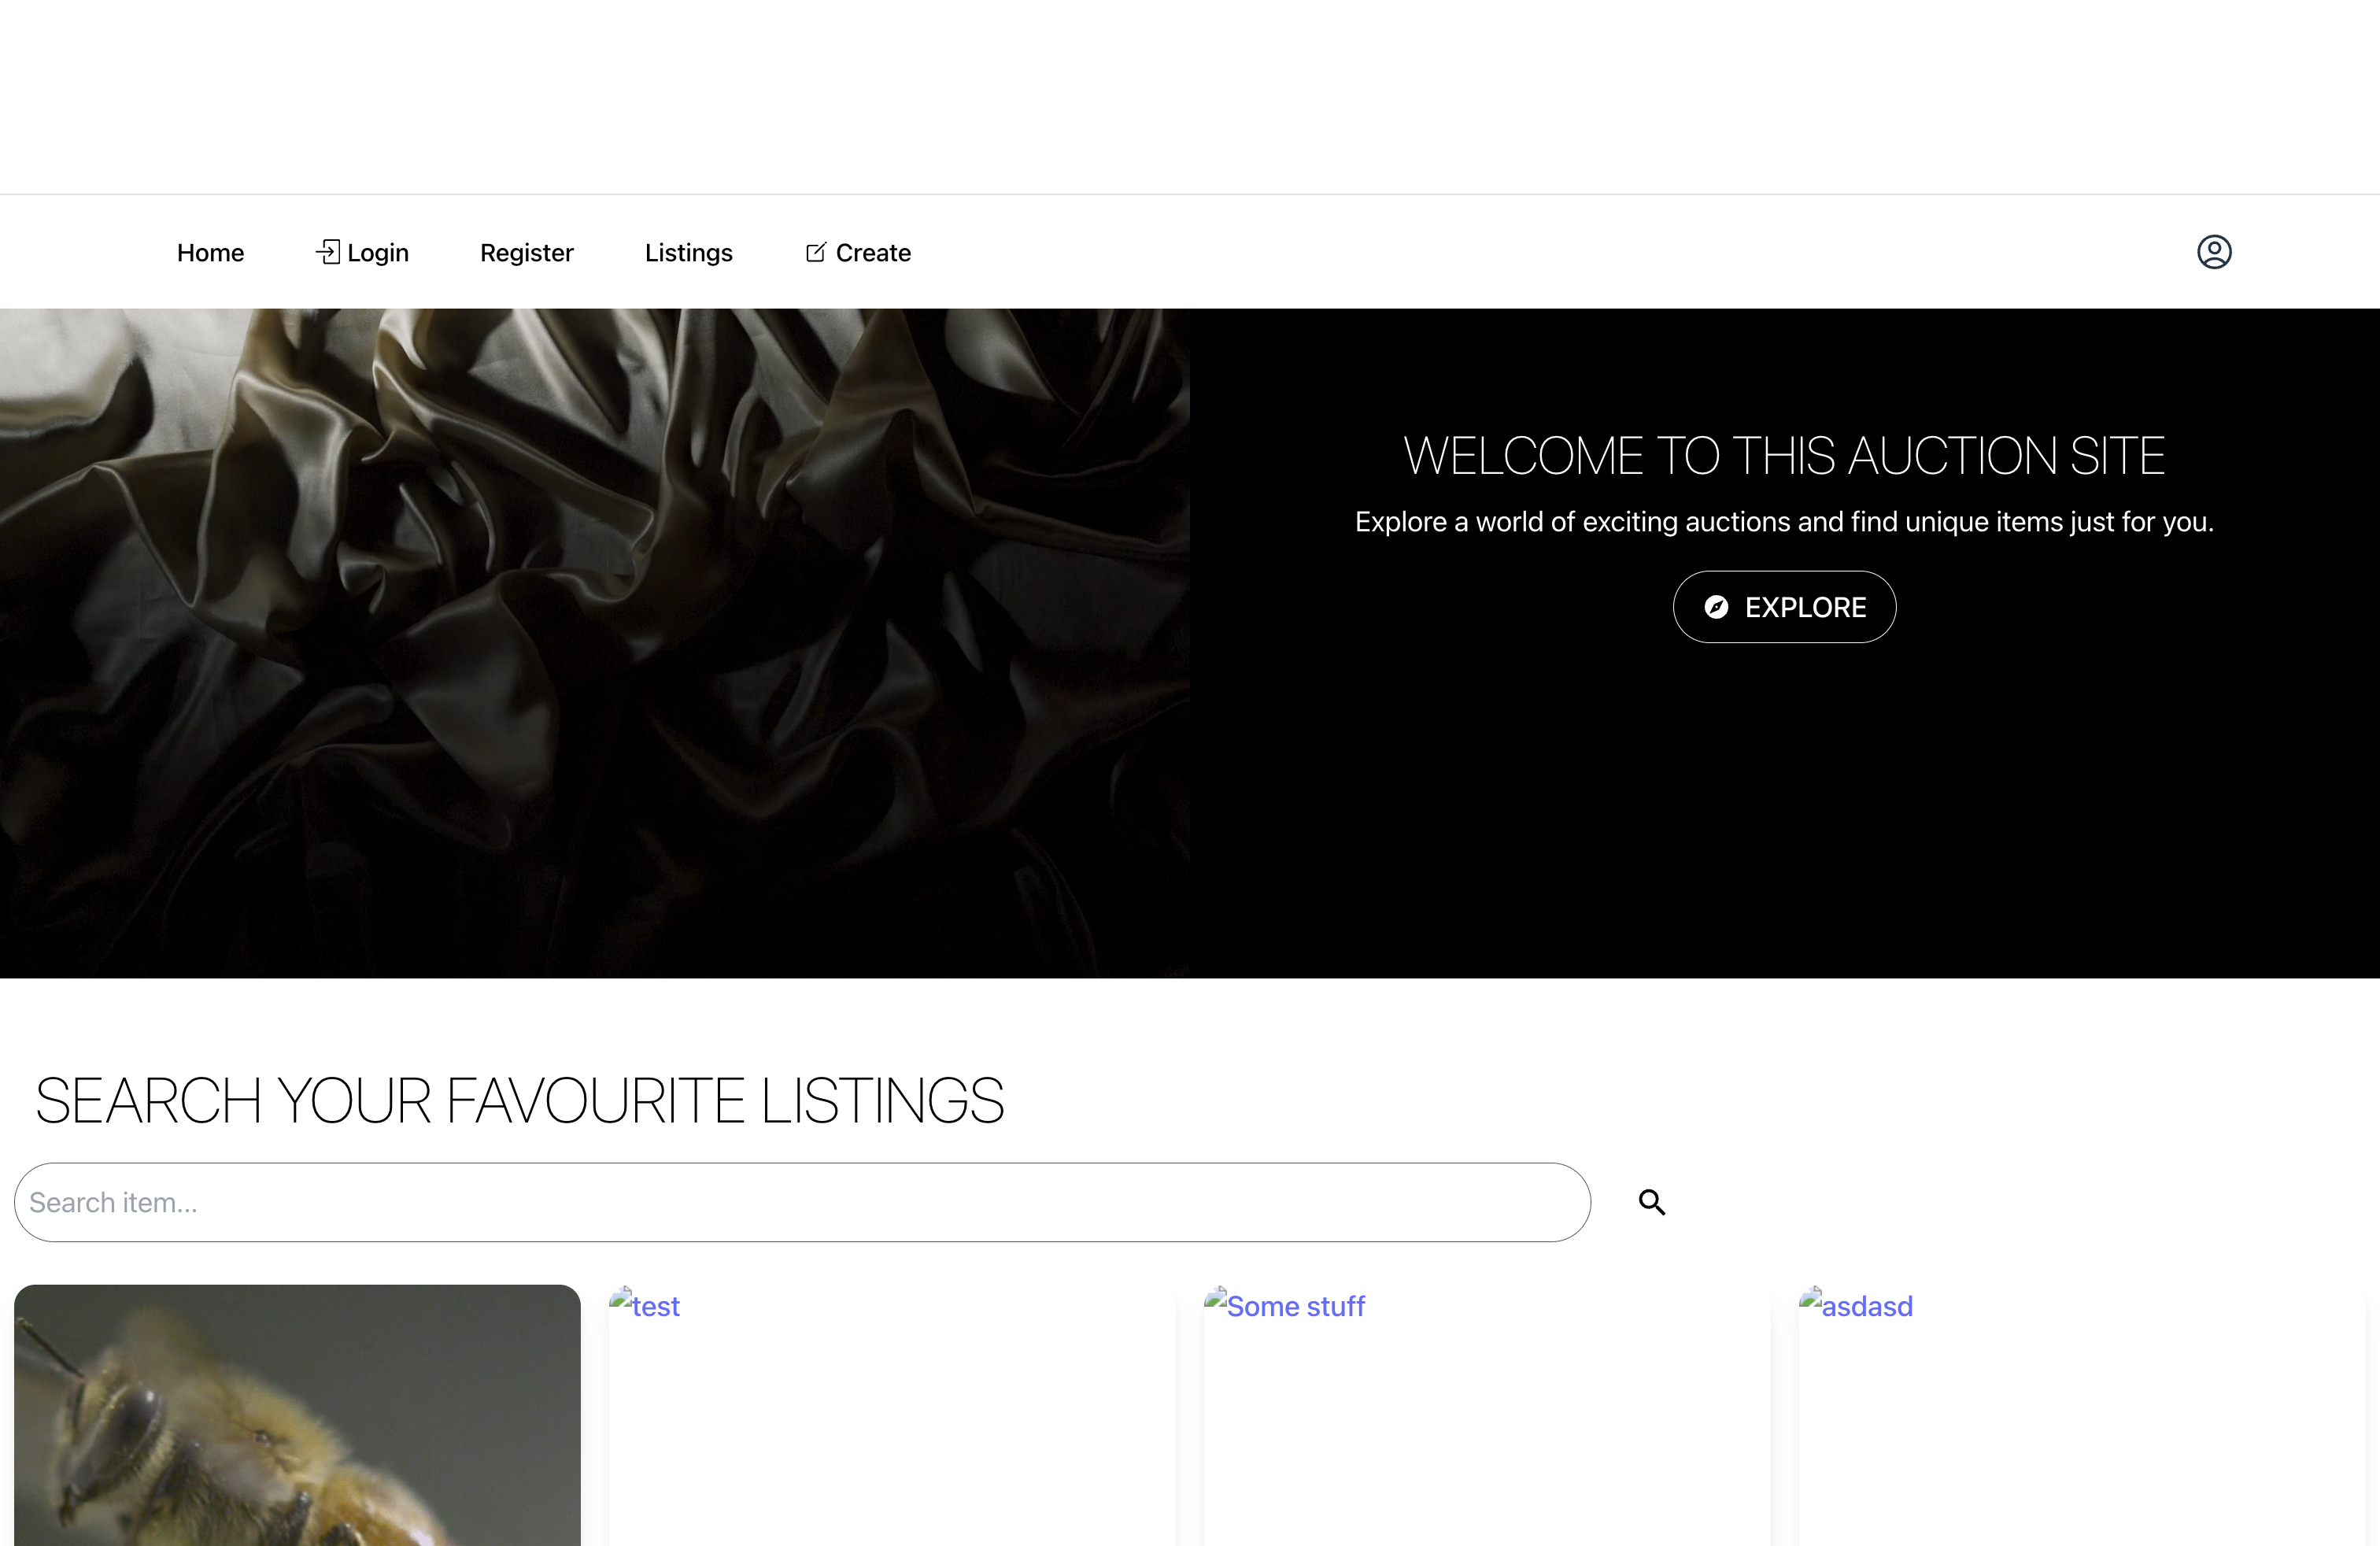 Home Login Register Listings Create
WELCOME TO THIS AUCTION SITE
Explore a world of exciting auctions and find unique items just for you.
EXPLORE
SEARCH YOUR FAVOURITE LISTINGS
Search item...
test Some stuff asdasd